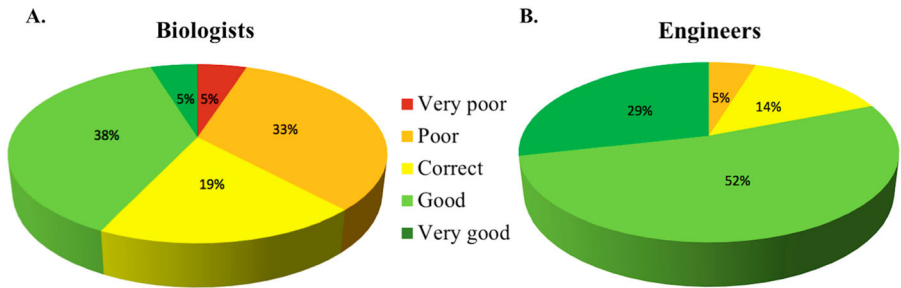 A.
Biologists
5%
5%
33%
38%
19%
Very poor
Poor
Correct
Good
Very good
B.
Engineers
29%
5%
14%
52%